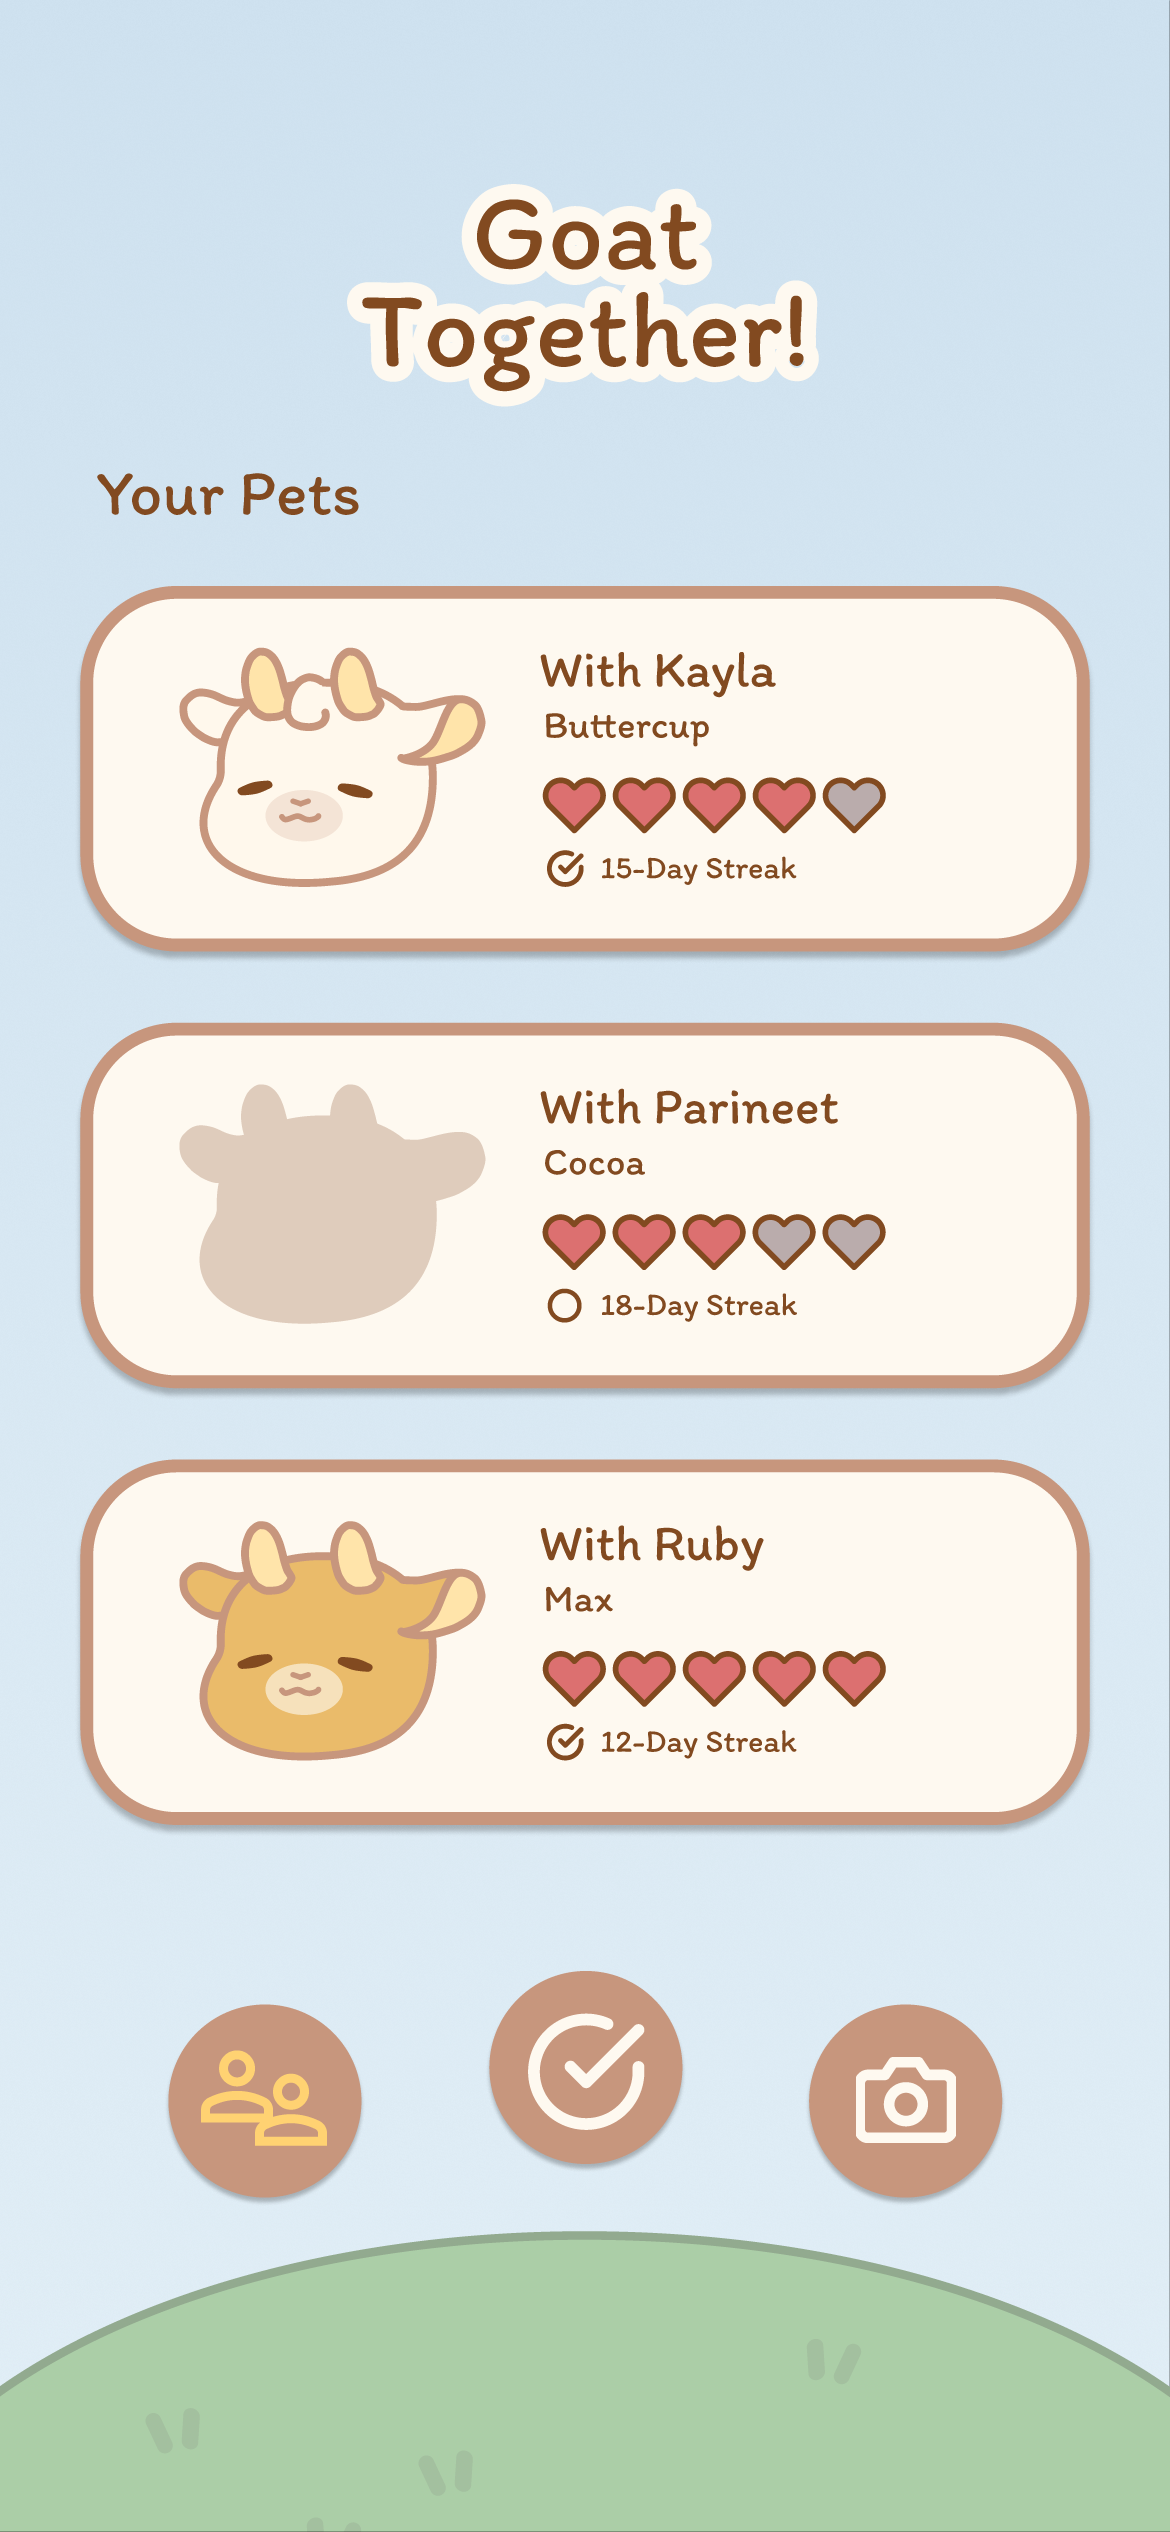 Goat
Together!
Your Pets
With Kayla
Buttercup
15-Day Streak
With Parineet
Cocoa
18-Day Streak
With Ruby
Max
12-Day Streak